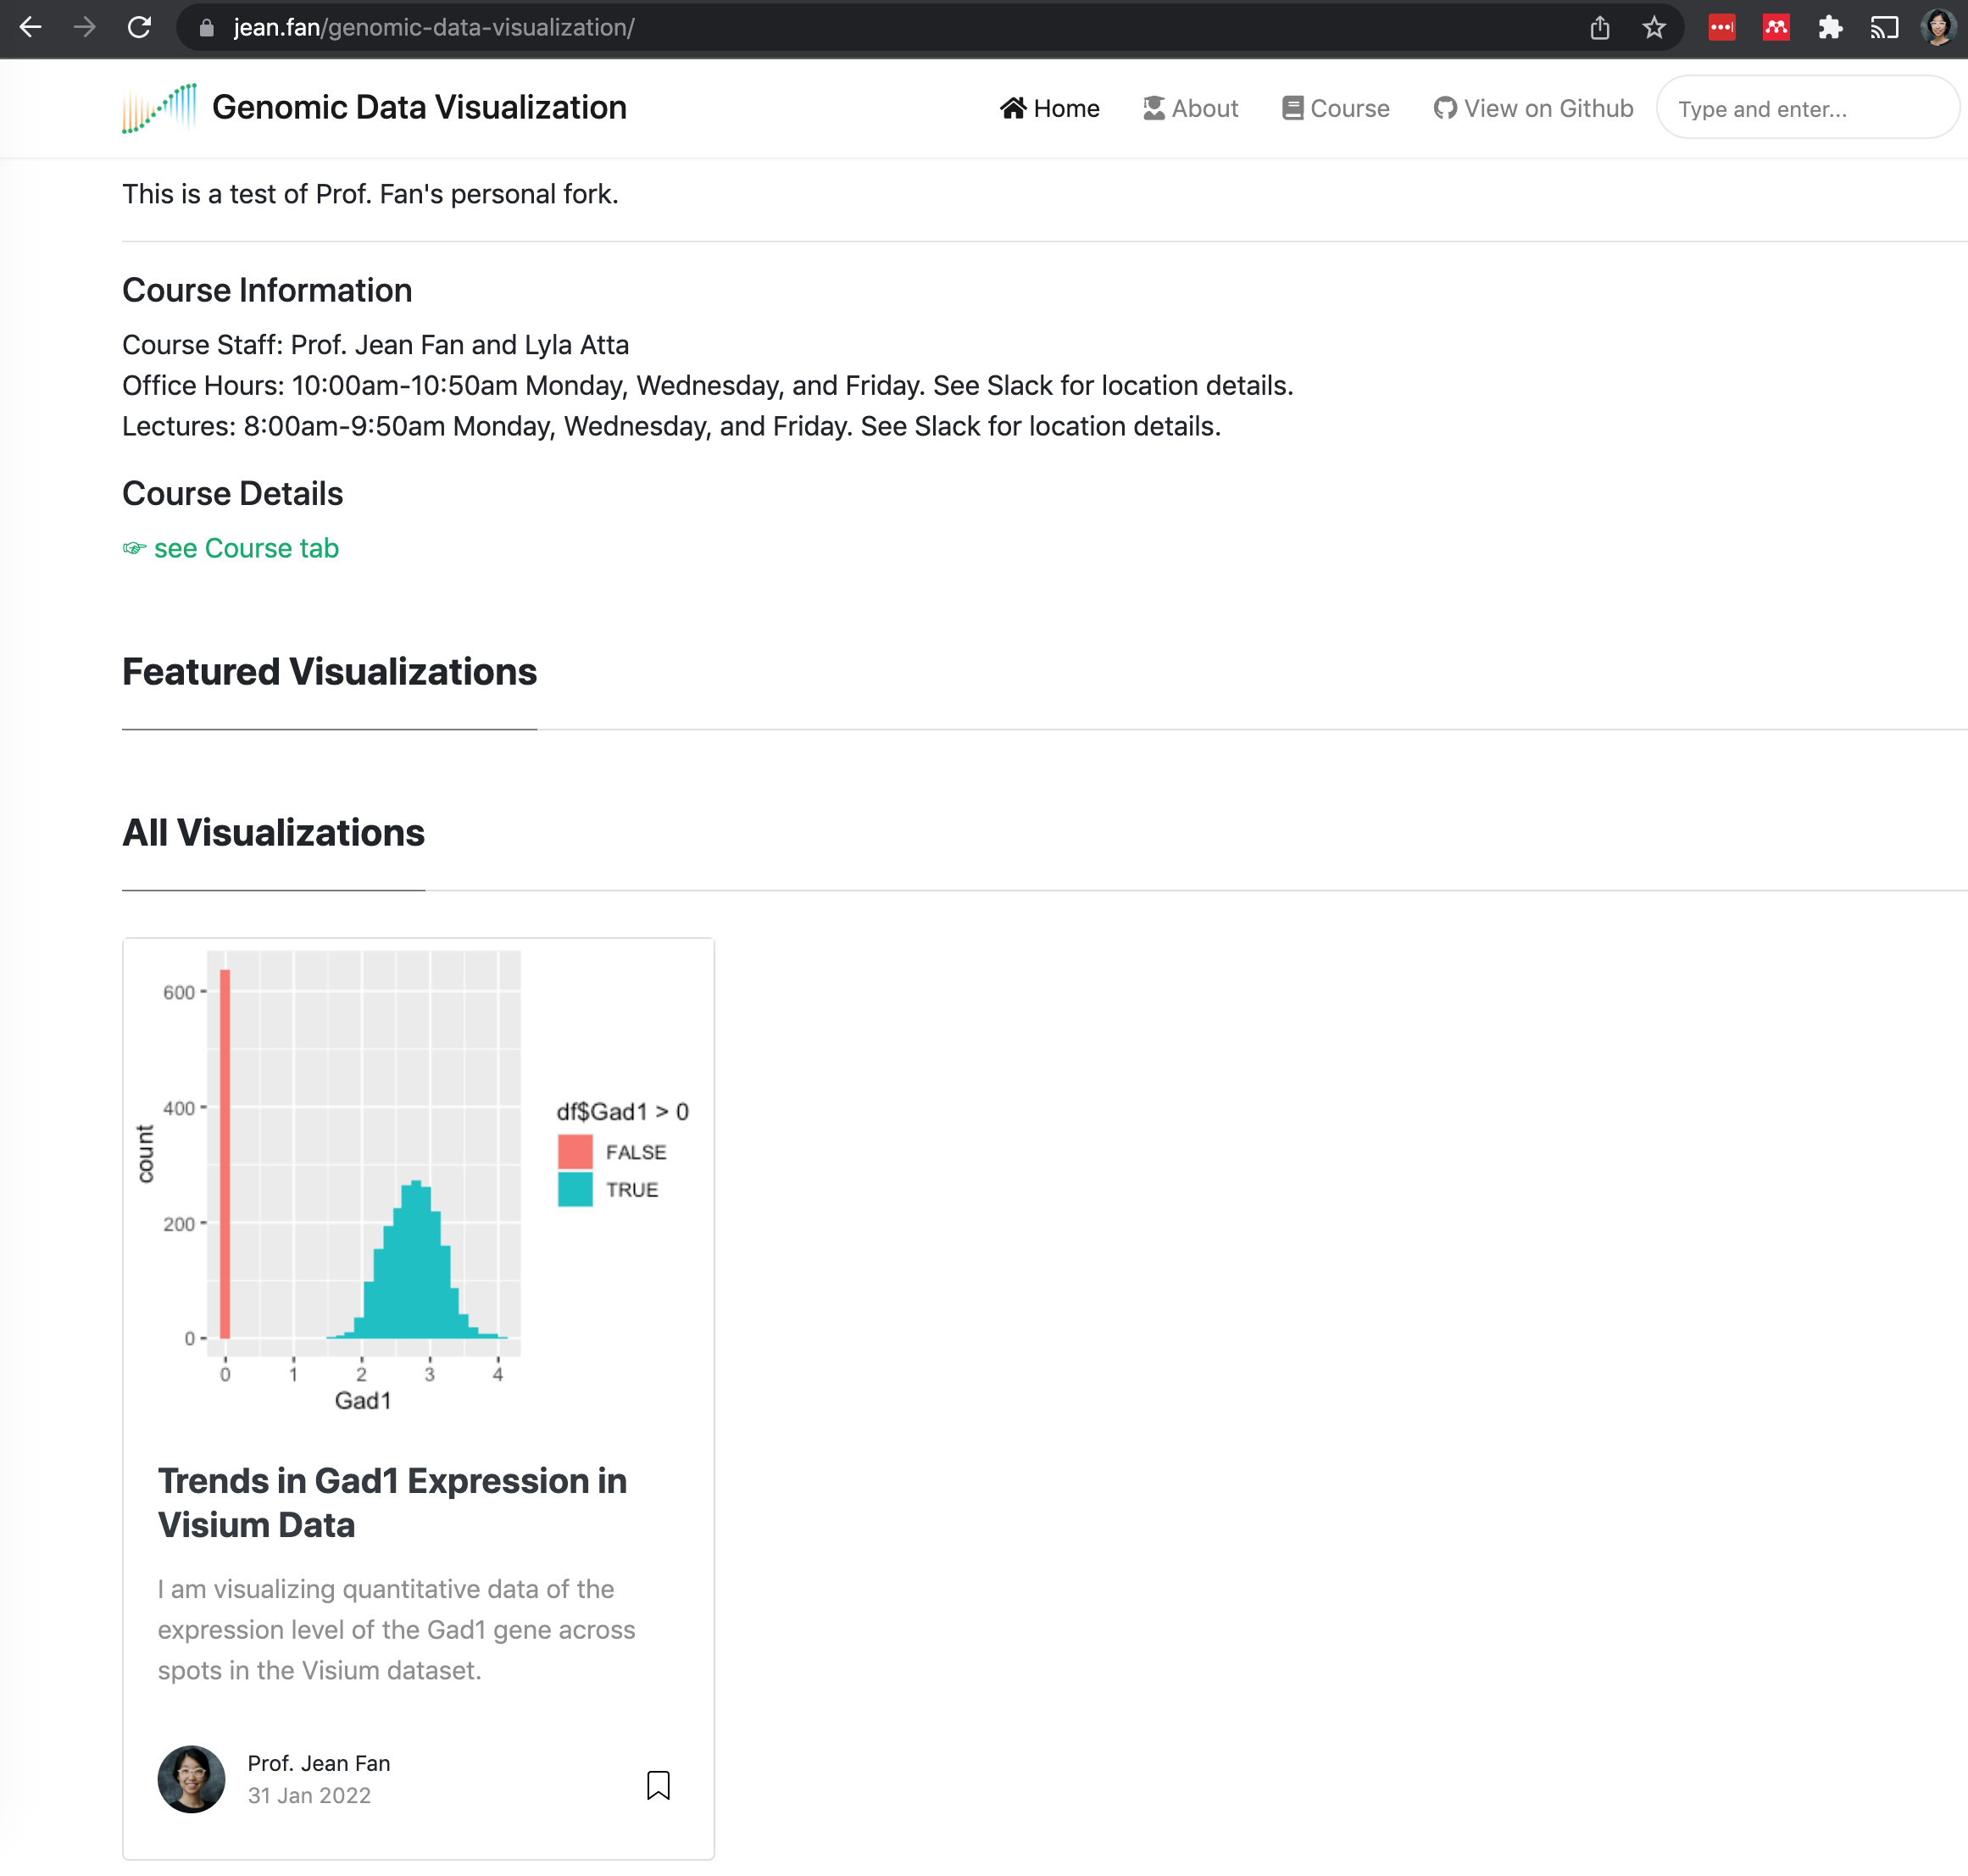 jean.fan/genomic-data-visualization/
Genomic Data Visualization
Home
About
Course
View on Github
Type and enter...
This is a test of Prof. Fan's personal fork.
Course Information
Course Staff: Prof. Jean Fan and Lyla Atta
Office Hours: 10:00am-10:50am Monday, Wednesday, and Friday. See Slack for location details.
Lectures: 8:00am-9:50am Monday, Wednesday, and Friday. See Slack for location details.
Course Details
☞ see Course tab
Featured Visualizations
All Visualizations
600
400
200
0
count
0 1 2 3 4
Gad1
df$Gad1 > 0
FALSE
TRUE
Trends in Gad1 Expression in
Visium Data
I am visualizing quantitative data of the
expression level of the Gad1 gene across
spots in the Visium dataset.
Prof. Jean Fan
31 Jan 2022